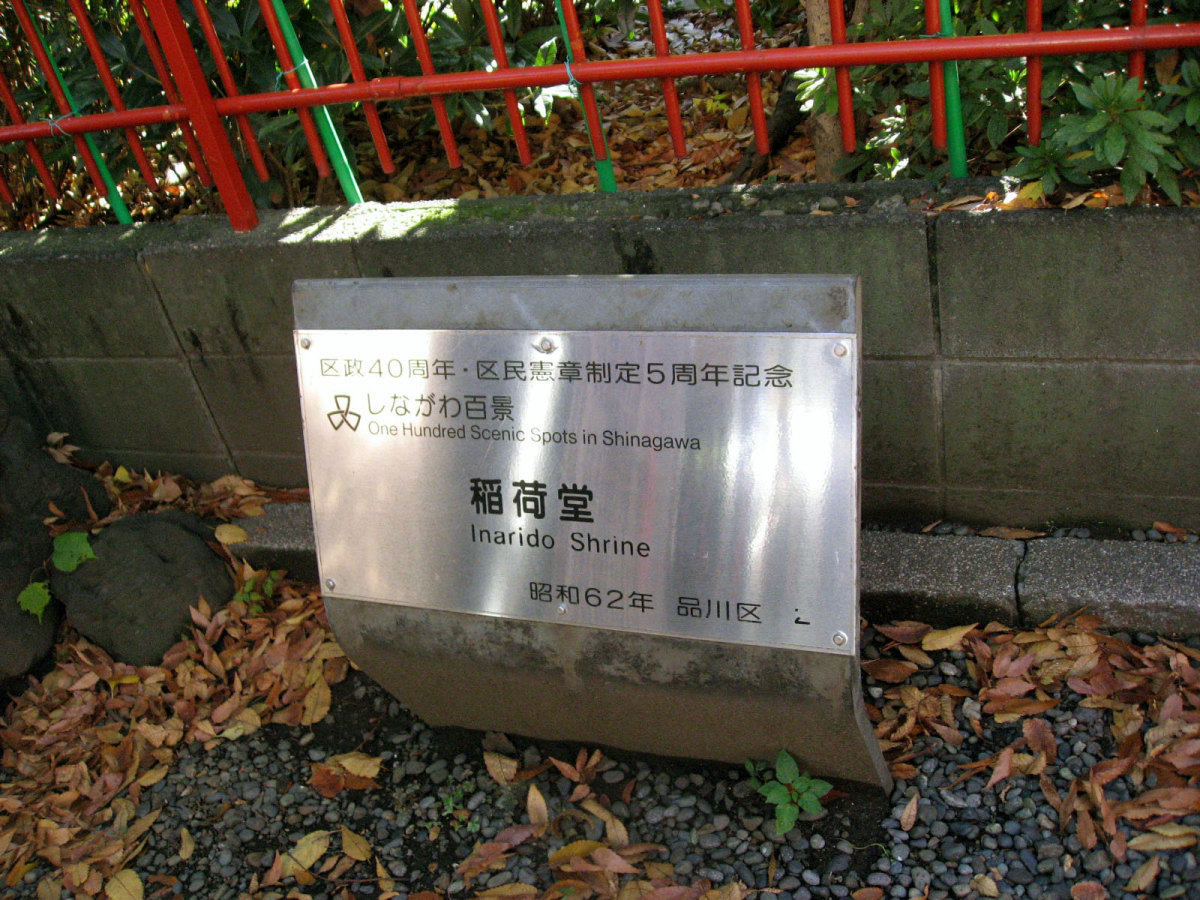 区政40周年・区民憲章制定5周年記念
しながわ百景
One Hundred Scenic Spots in Shinagawa
稲荷堂
Inarido Shrine
昭和62年 品川区